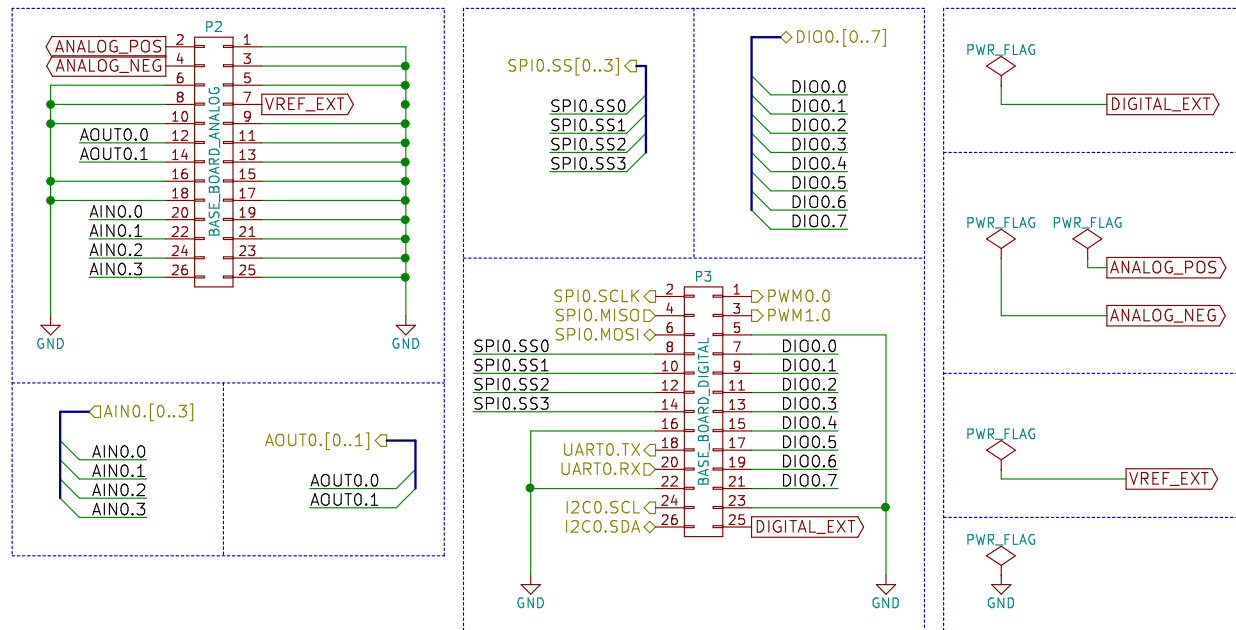 P2
ANALOG_POS 2 1
ANALOG_NEG 4 3
6 5
8 7 VREF_EXT
10 9
AOUT0.0 12 11
AOUT0.1 14 13
16 15
18 17
AIN0.0 20 19
AIN0.1 22 21
AIN0.2 24 23
AIN0.3 26 25
BASE_BOARD_ANALOG
GND GND
AIN0.[0..3]
AIN0.0
AIN0.1
AIN0.2
AIN0.3
AOUT0.[0..1]
AOUT0.0
AOUT0.1
SPI0.SS[0..3]
SPI0.SS0
SPI0.SS1
SPI0.SS2
SPI0.SS3
DIO0.[0..7]
DIO0.0
DIO0.1
DIO0.2
DIO0.3
DIO0.4
DIO0.5
DIO0.6
DIO0.7
P3
SPI0.SCLK 2 1 PWM0.0
SPI0.MISO 4 3 PWM1.0
SPI0.MOSI 6 5
SPI0.SS0 8 7 DIO0.0
SPI0.SS1 10 9 DIO0.1
SPI0.SS2 12 11 DIO0.2
SPI0.SS3 14 13 DIO0.3
16 15 DIO0.4
UART0.TX 18 17 DIO0.5
UART0.RX 20 19 DIO0.6
22 21 DIO0.7
I2C0.SCL 24 23
I2C0.SDA 26 25 DIGITAL_EXT
BASE_BOARD_DIGITAL
GND GND
PWR_FLAG
DIGITAL_EXT
PWR_FLAG PWR_FLAG
ANALOG_POS
ANALOG_NEG
PWR_FLAG
VREF_EXT
PWR_FLAG
GND